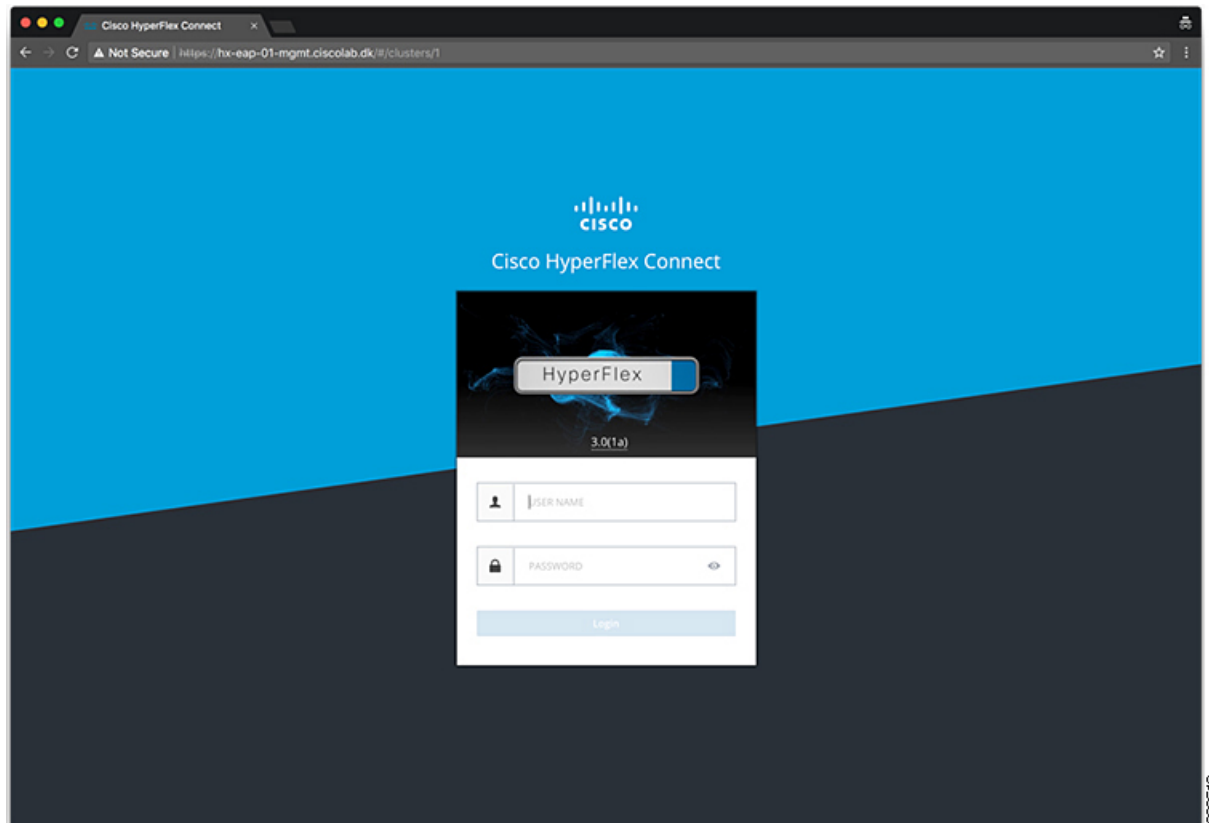 Cisco HyperFlex Connect
Not Secure | https://hx-eap-01-mgmt.ciscolab.dk/#/clusters/1
CISCO
Cisco HyperFlex Connect
HyperFlex
3.0(1a)
USER NAME
PASSWORD
Login